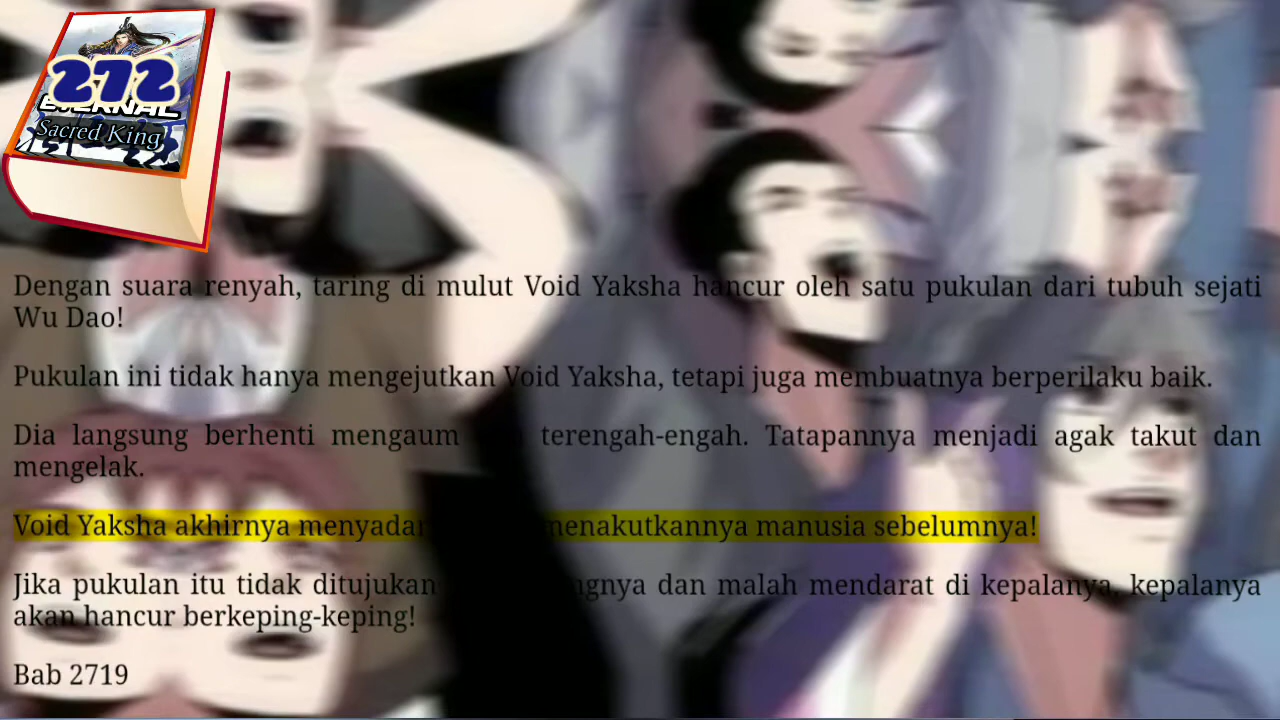 272
ETERNAL
Sacred King
Dengan suara renyah, taring di mulut Void Yaksha hancur oleh satu pukulan dari tubuh sejati
Wu Dao!
Pukulan ini tidak hanya mengejutkan Void Yaksha, tetapi juga membuatnya berperilaku baik.
Dia langsung berhenti mengaum terengah-engah. Tatapannya menjadi agak takut dan
mengelak.
Void Yaksha akhirnya menakutkannya manusia sebelumnya!
Jika pukulan itu tidak ditujukan dan malah mendarat di kepalanya, kepalanya
akan hancur berkeping-keping!
Bab 2719